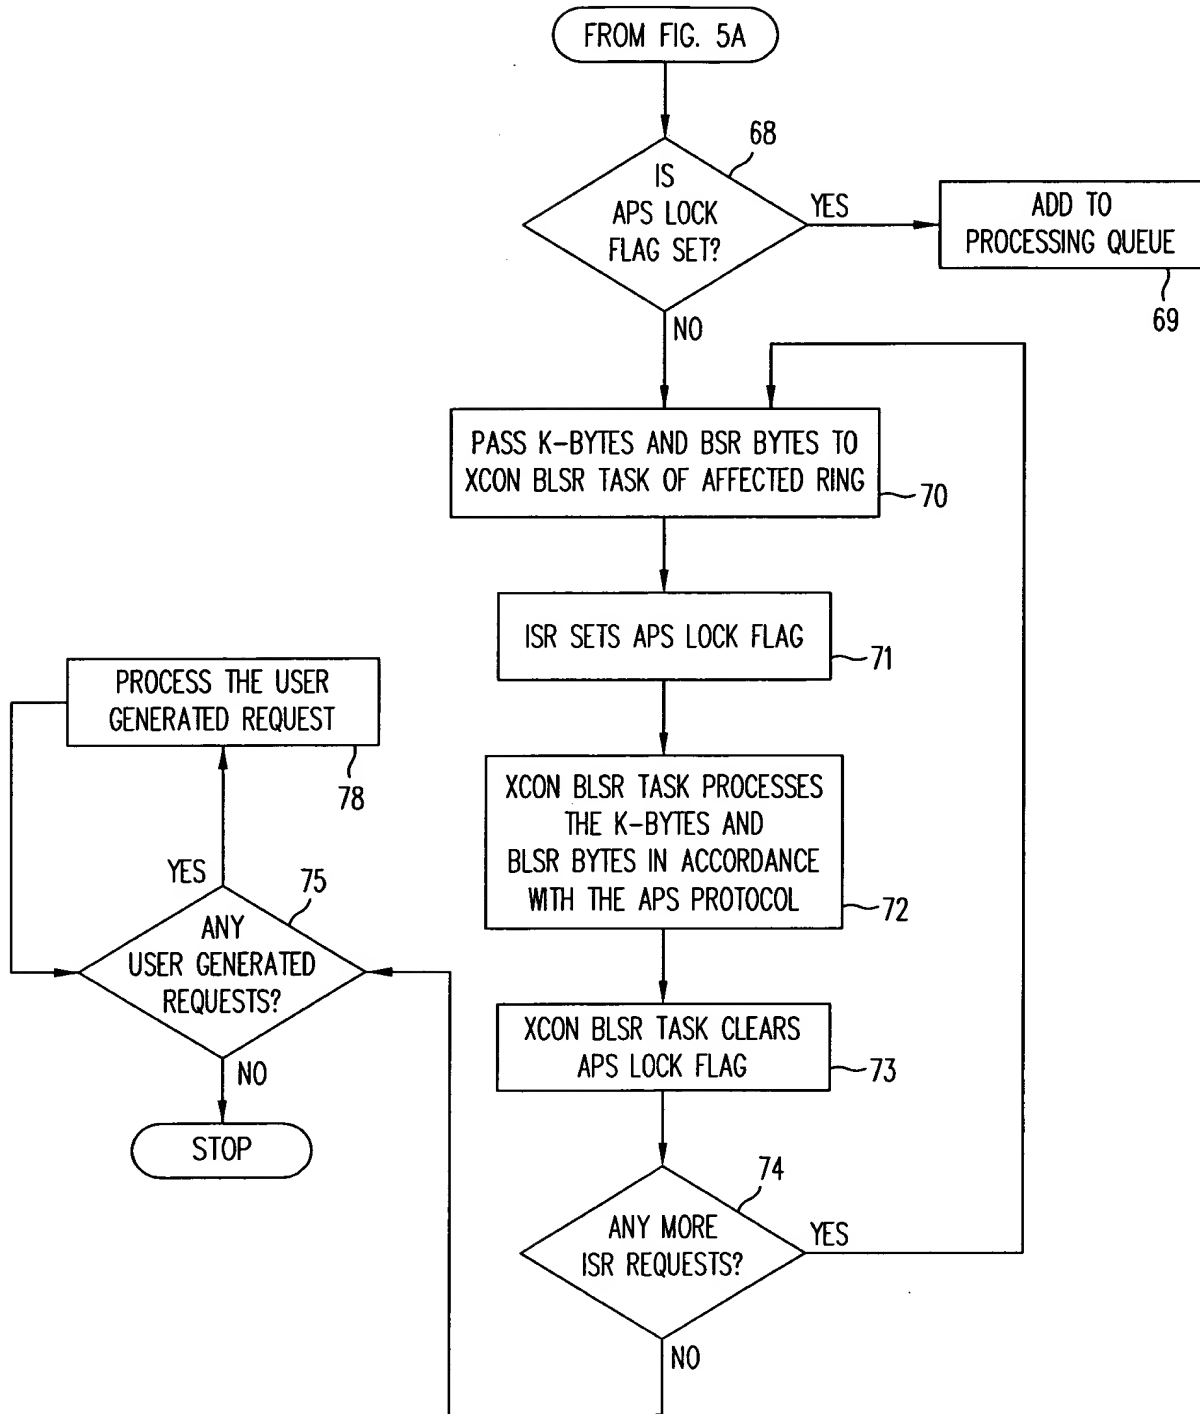 FROM FIG. 5A
68
IS
APS LOCK
FLAG SET?
YES
ADD TO
PROCESSING QUEUE
69
NO
PASS K-BYTES AND BSR BYTES TO
XCON BLSR TASK OF AFFECTED RING
70
ISR SETS APS LOCK FLAG
71
XCON BLSR TASK PROCESSES
THE K-BYTES AND
BLSR BYTES IN ACCORDANCE
WITH THE APS PROTOCOL
72
XCON BLSR TASK CLEARS
APS LOCK FLAG
73
74
ANY MORE
ISR REQUESTS?
YES
NO
PROCESS THE USER
GENERATED REQUEST
78
YES
75
ANY
USER GENERATED
REQUESTS?
NO
STOP